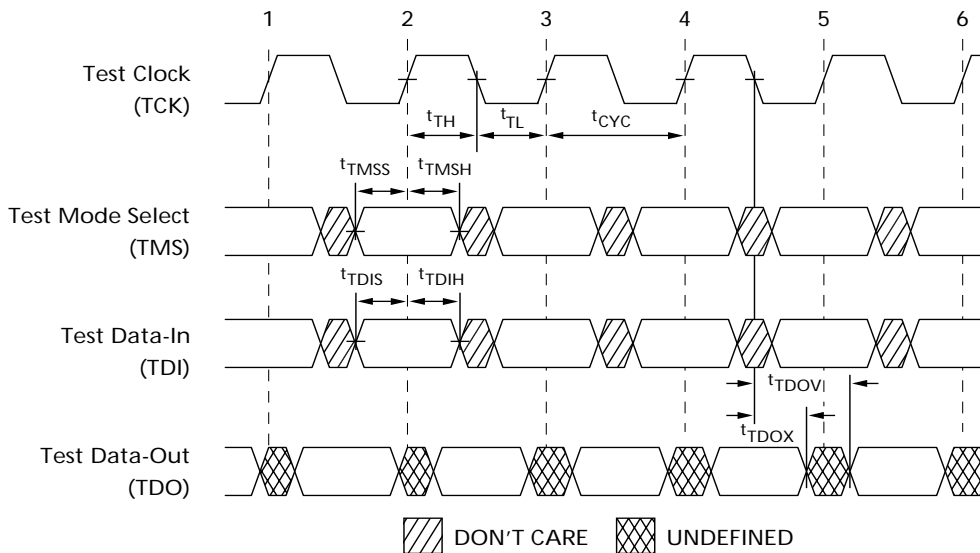 1 2 3 4 5 6
Test Clock
(TCK)
tTH tTL tCYC
tTMSS tTMSH
Test Mode Select
(TMS)
tTDIS tTDIH
Test Data-In
(TDI)
tTDOV
tTDOX
Test Data-Out
(TDO)
DON'T CARE UNDEFINED